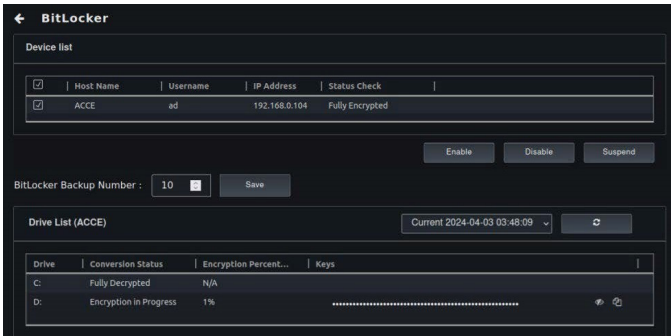 BitLocker
Device list
Host Name Username IP Address Status Check
ACCE ad 192.168.0.104 Fully Encrypted
Enable Disable Suspend
BitLocker Backup Number : 10 Save
Drive List (ACCE) Current 2024-04-03 03:48:09
Drive Conversion Status Encryption Percent... Keys
C: Fully Decrypted N/A
D: Encryption in Progress 1% •••••••••••••••••••••••••••••••••••••••••••••••••••••••